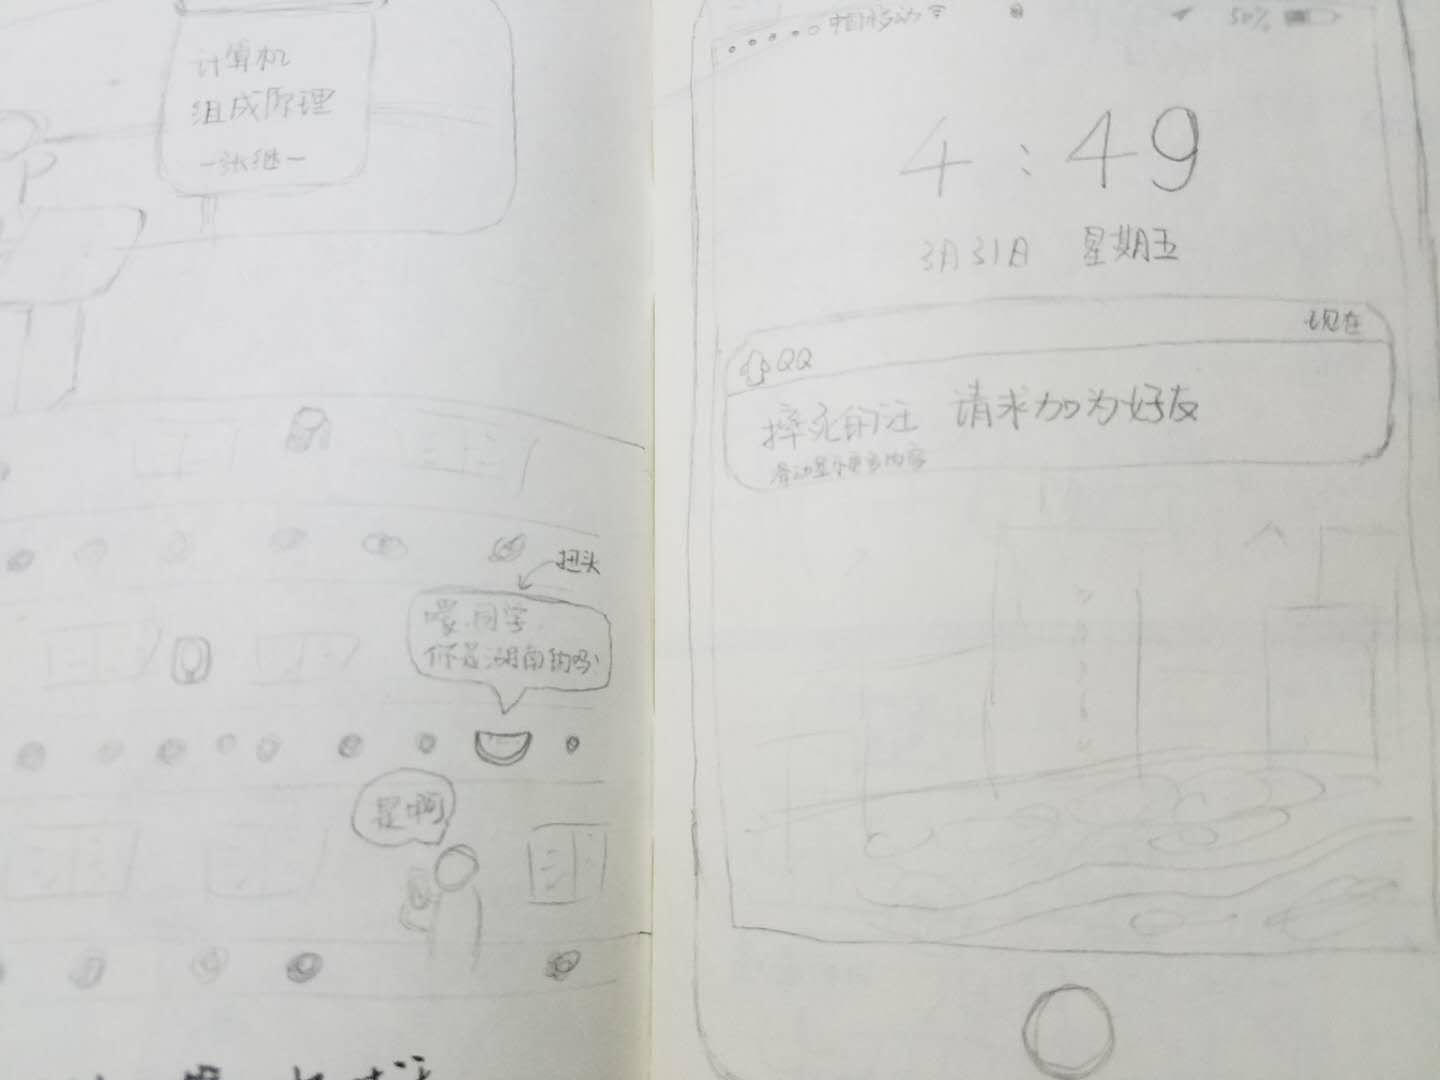 计算机
组成原理
-张继-
扭头
嘿,同学.
你是湖南的吗
是啊
中国移动
50%
4:49
3月31日 星期五
现在
QQ
摔死的汪 请求加为好友
滑动显示更多内容